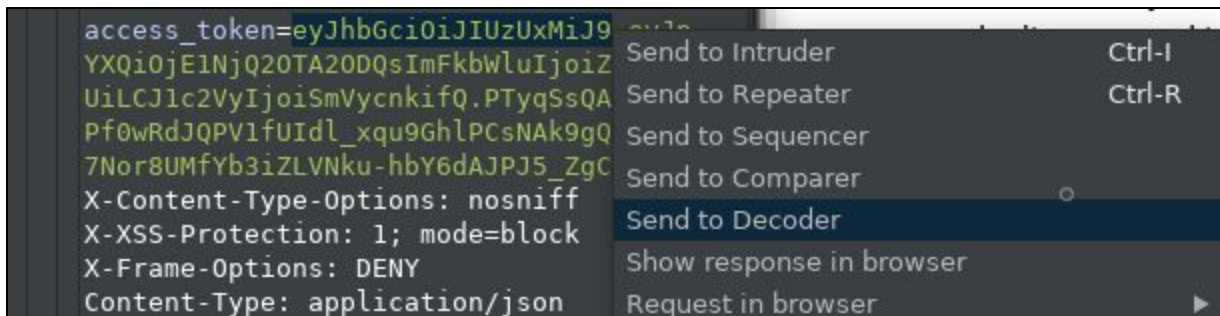 access_token=eyJhbGciOiJIUzUxMiJ9.eyJp
YXQiOjE1NjQ2OTA2ODQsImFkbWluIjoiZ
UiLCJ1c2VyIjoiSmVycnkifQ.PTyqSsQA
Pf0wRdJQPV1fUIdl_xqu9GhlPCsNAk9gQ
7Nor8UMfYb3iZLVNku-hbY6dAJPJ5_ZgC
X-Content-Type-Options: nosniff
X-XSS-Protection: 1; mode=block
X-Frame-Options: DENY
Content-Type: application/json
Send to Intruder Ctrl-I
Send to Repeater Ctrl-R
Send to Sequencer
Send to Comparer
Send to Decoder
Show response in browser
Request in browser